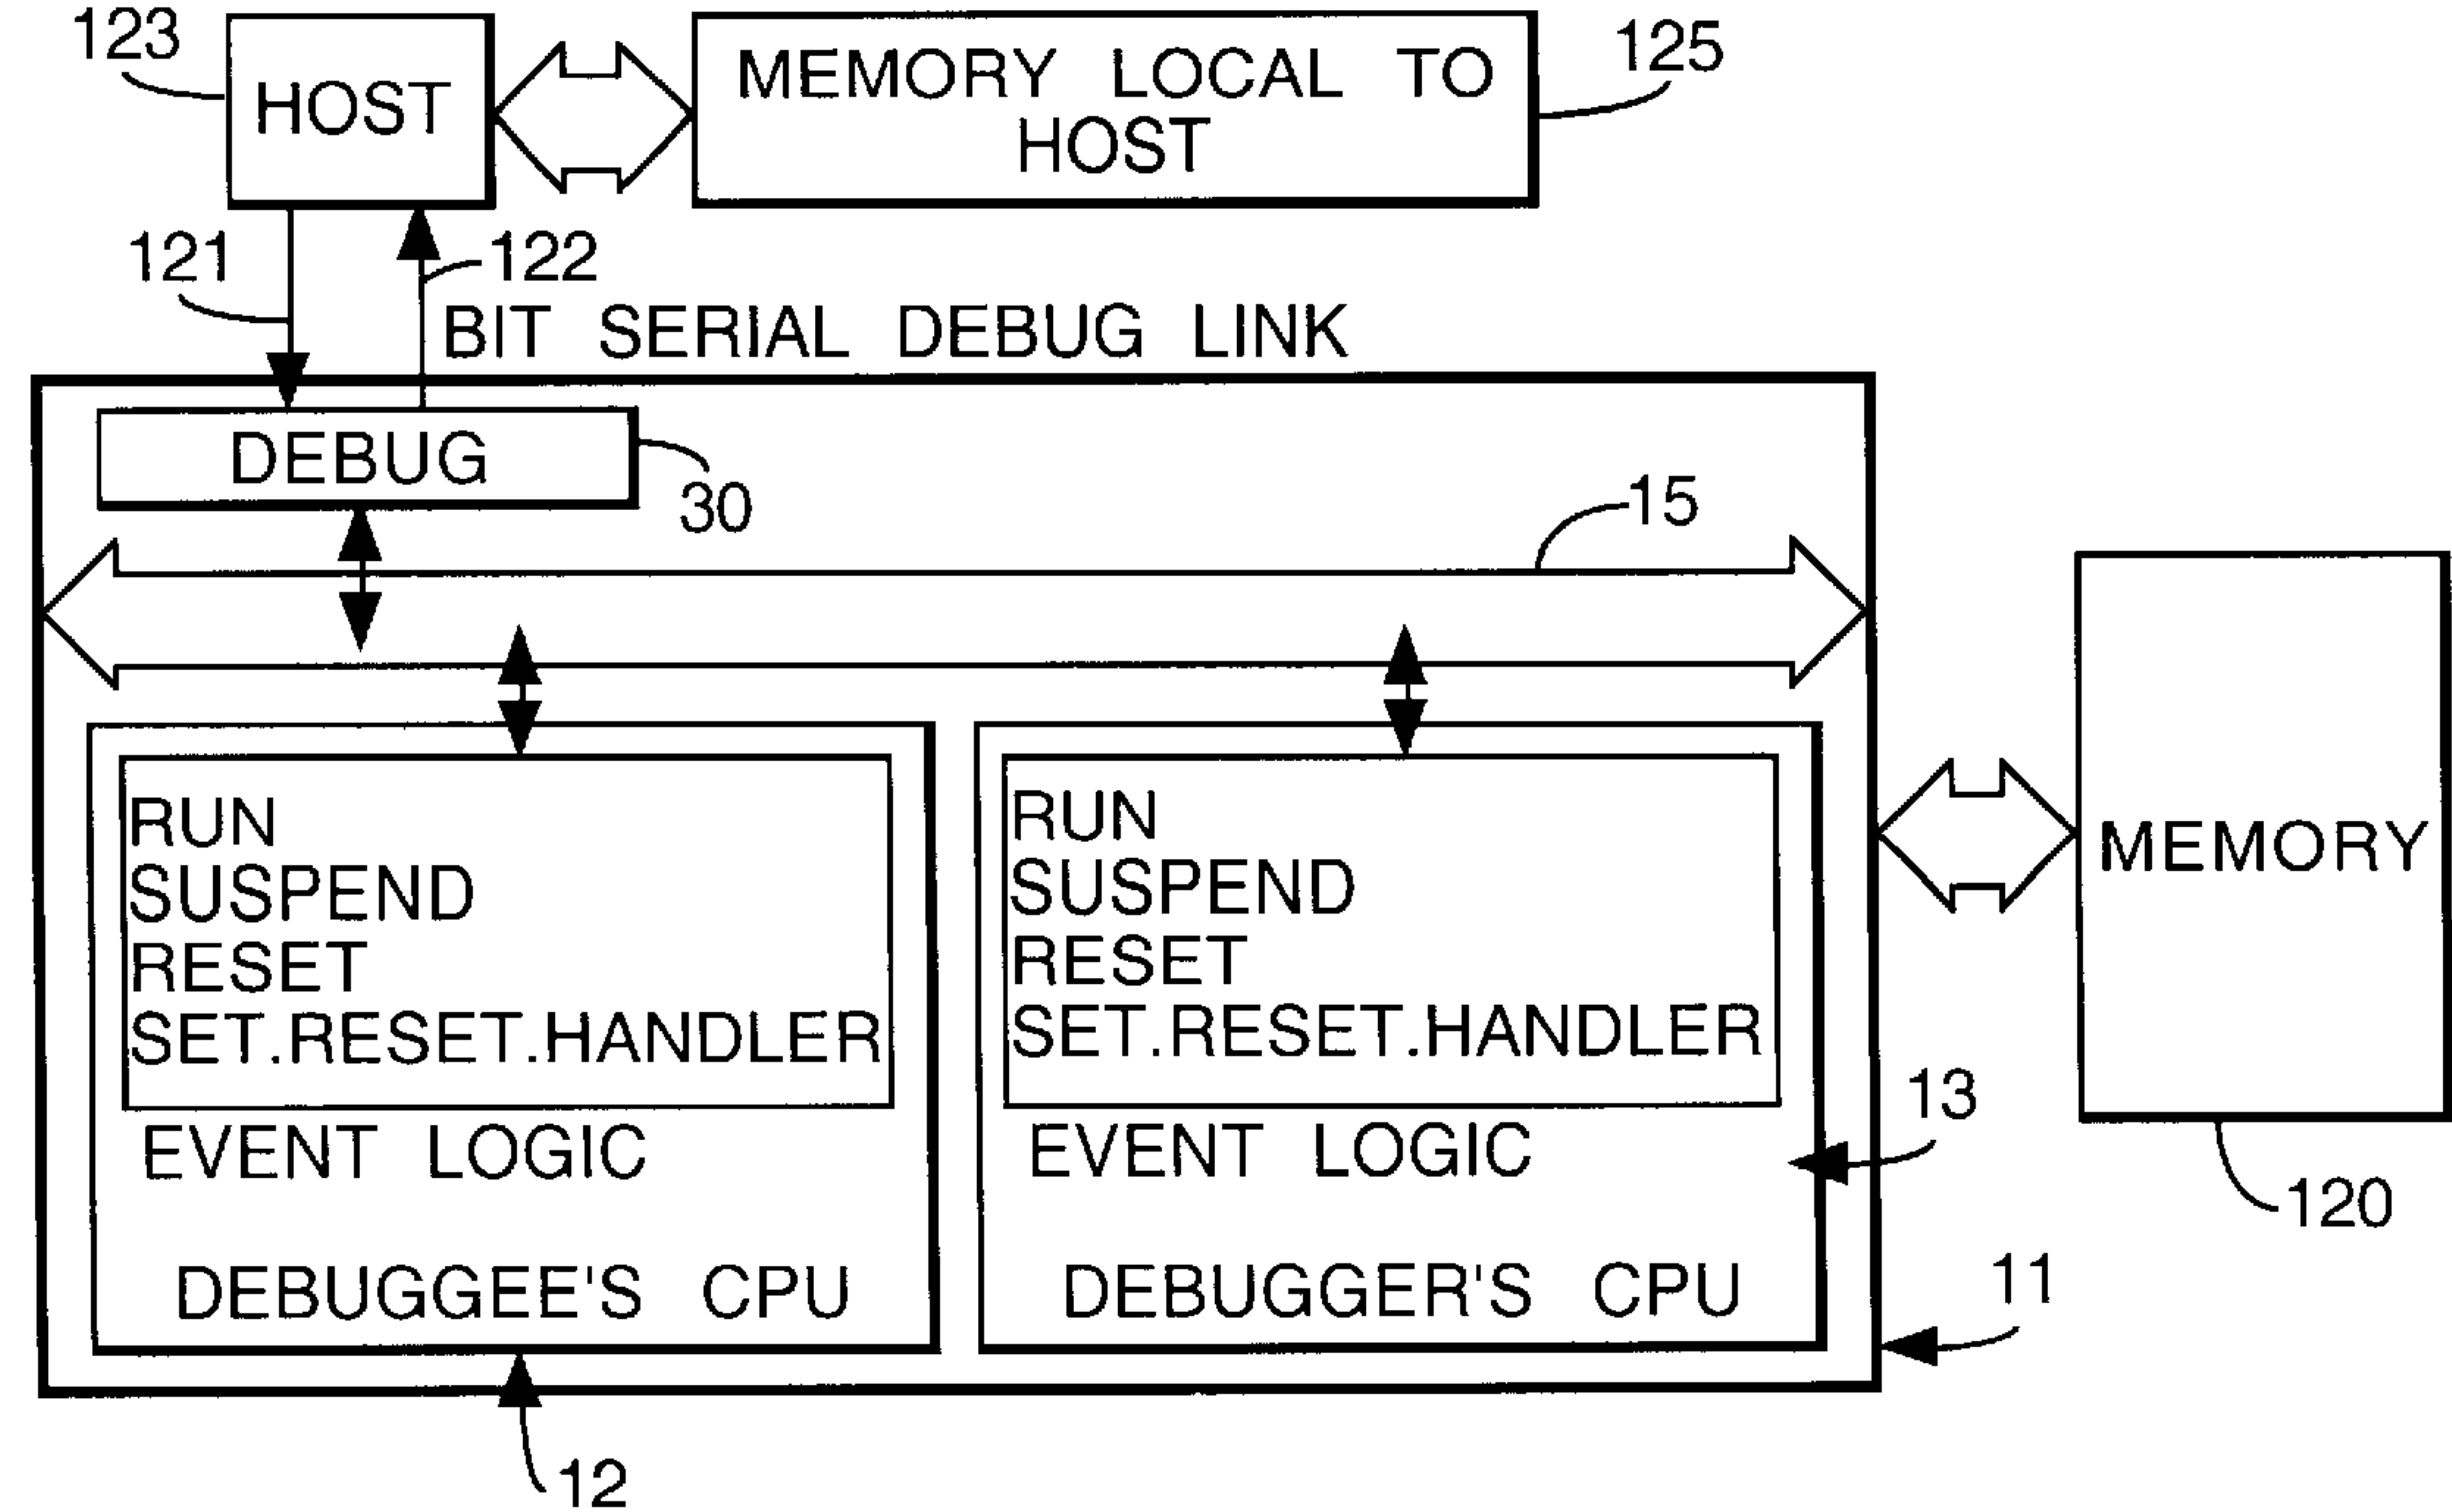 123
HOST
MEMORY LOCAL TO
HOST
125
121
122
BIT SERIAL DEBUG LINK
DEBUG
30
15
RUN
SUSPEND
RESET
SET.RESET.HANDLER
EVENT LOGIC
DEBUGGEE'S CPU
RUN
SUSPEND
RESET
SET.RESET.HANDLER
EVENT LOGIC
DEBUGGER'S CPU
MEMORY
13
120
11
12